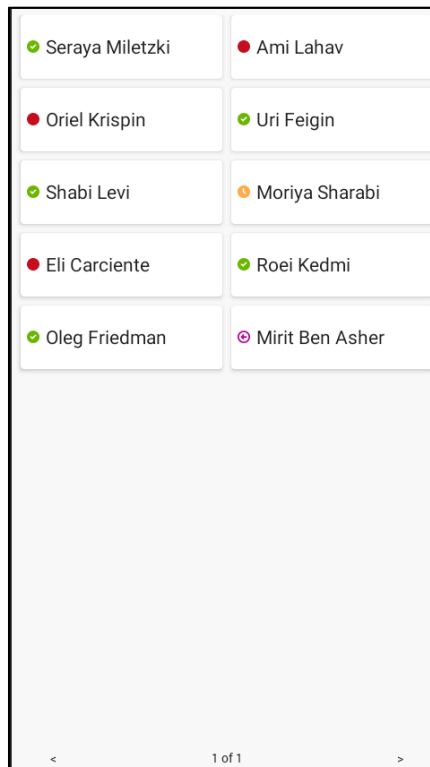 Seraya Miletzki
Ami Lahav
Oriel Krispin
Uri Feigin
Shabi Levi
Moriya Sharabi
Eli Carciente
Roei Kedmi
Oleg Friedman
Mirit Ben Asher
< 1 of 1 >